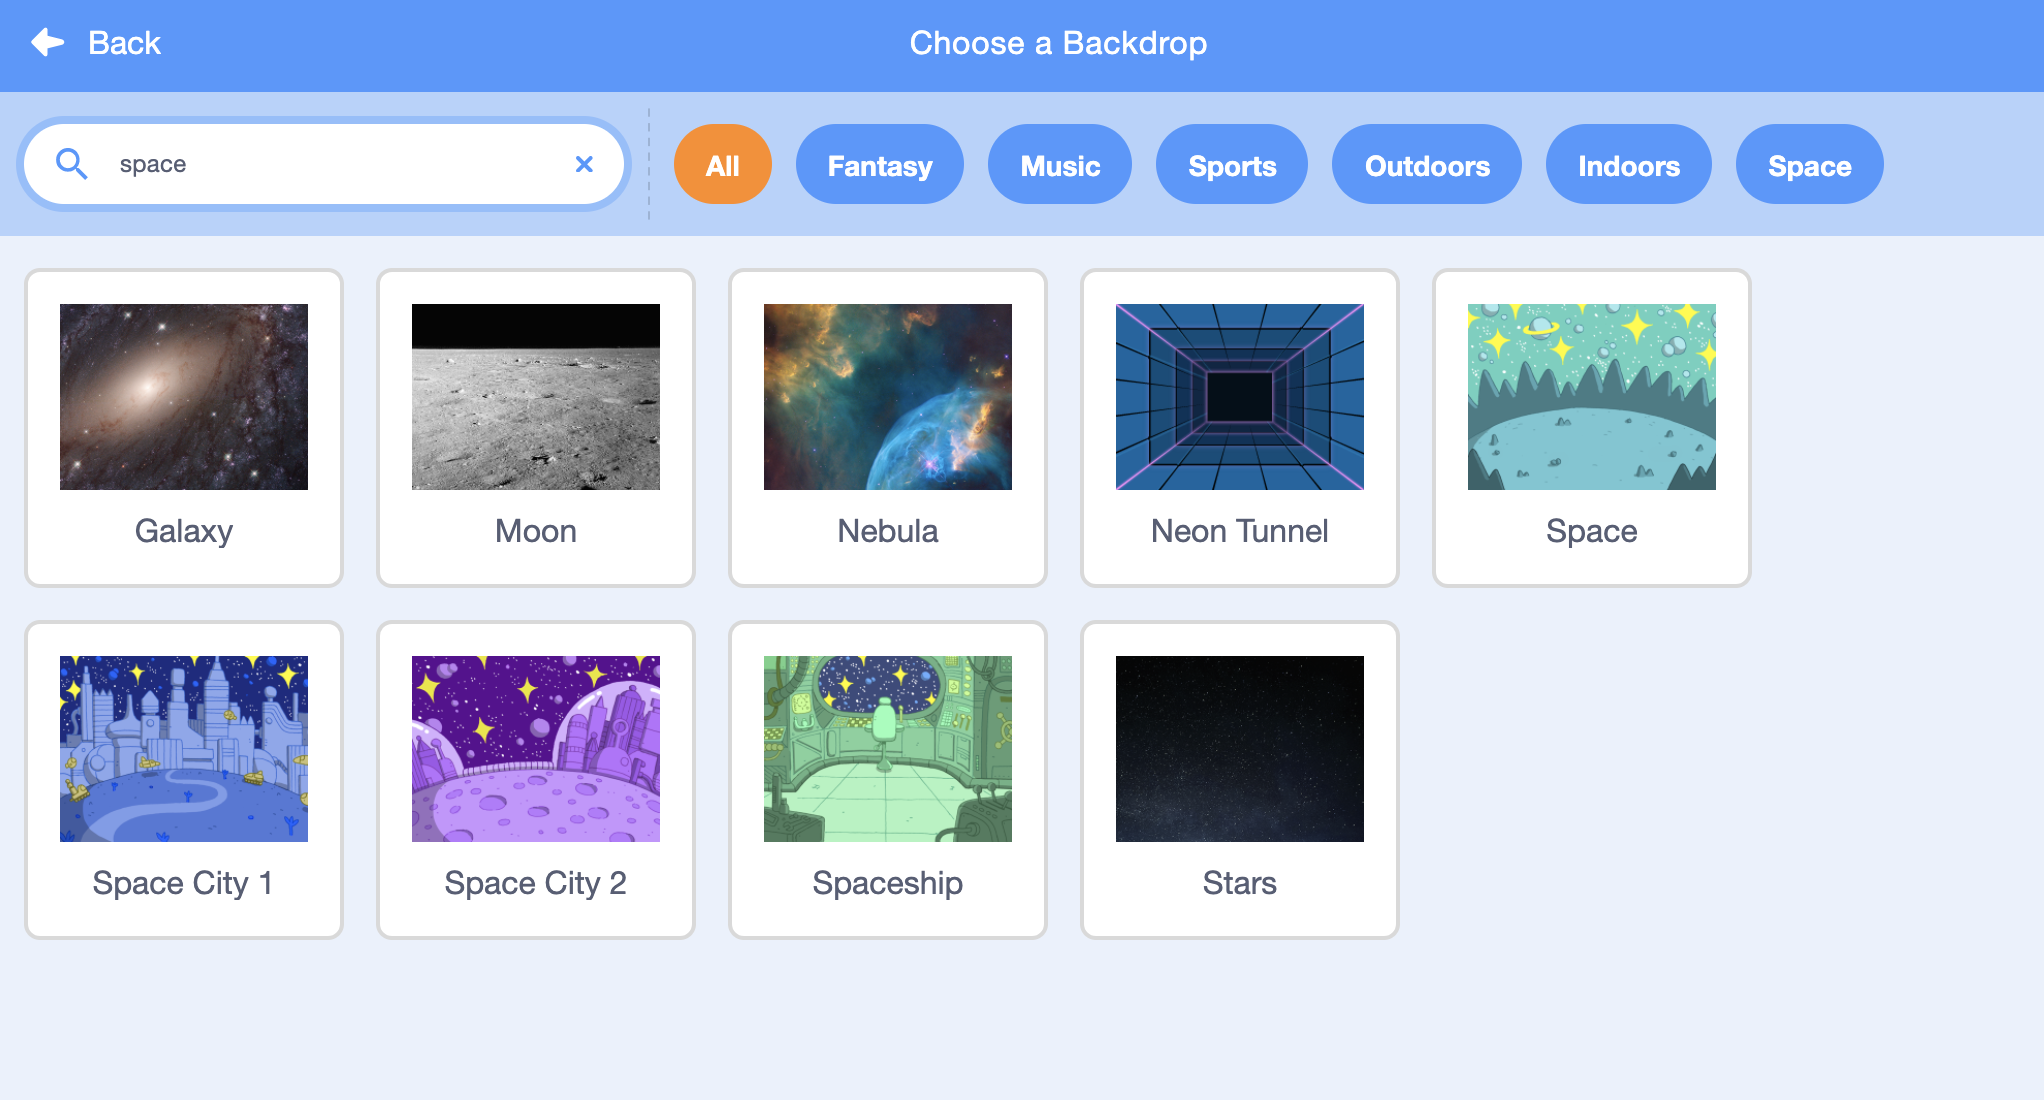 Back
Choose a Backdrop
space
All
Fantasy
Music
Sports
Outdoors
Indoors
Space
Galaxy
Moon
Nebula
Neon Tunnel
Space
Space City 1
Space City 2
Spaceship
Stars